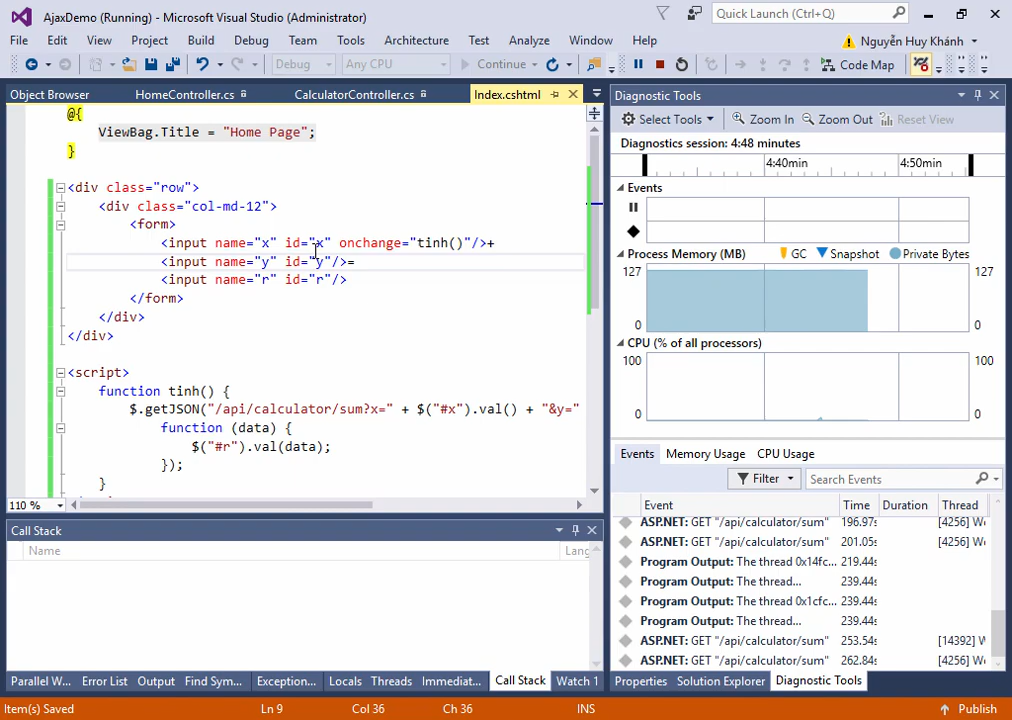 AjaxDemo (Running) - Microsoft Visual Studio (Administrator)
Quick Launch (Ctrl+Q)
File Edit View Project Build Debug Team Tools Architecture Test Analyze Window Help
Nguyễn Huy Khánh
Debug Any CPU Continue Code Map
Object Browser HomeController.cs CalculatorController.cs Index.cshtml
@{
ViewBag.Title = "Home Page";
}
<div class="row">
<div class="col-md-12">
<form>
<input name="x" id="x" onchange="tinh()"/>+
<input name="y" id="y"/>=
<input name="r" id="r"/>
</form>
</div>
</div>
<script>
function tinh() {
$.getJSON("/api/calculator/sum?x=" + $("#x").val() + "&y="
function (data) {
$("#r").val(data);
});
}
110 %
Call Stack
Name Lang
Parallel W... Error List Output Find Sym... Exception... Locals Threads Immediat... Call Stack Watch 1
Diagnostic Tools
Select Tools Zoom In Zoom Out Reset View
Diagnostics session: 4:48 minutes
4:40min 4:50min
Events
Process Memory (MB) GC Snapshot Private Bytes
127 127
0 0
CPU (% of all processors)
100 100
0 0
Events Memory Usage CPU Usage
Filter Search Events
Event Time Duration Thread
ASP.NET: GET "/api/calculator/sum" 196.97s [4256] W
ASP.NET: GET "/api/calculator/sum" 201.05s [4256] W
Program Output: The thread 0x14fc... 219.44s
Program Output: The thread... 239.44s
Program Output: The thread 0x1cfc... 239.44s
Program Output: The thread... 239.44s
ASP.NET: GET "/api/calculator/sum" 253.54s [14392] W
ASP.NET: GET "/api/calculator/sum" 262.84s
Properties Solution Explorer Diagnostic Tools
Item(s) Saved Ln 9 Col 36 Ch 36 INS Publish